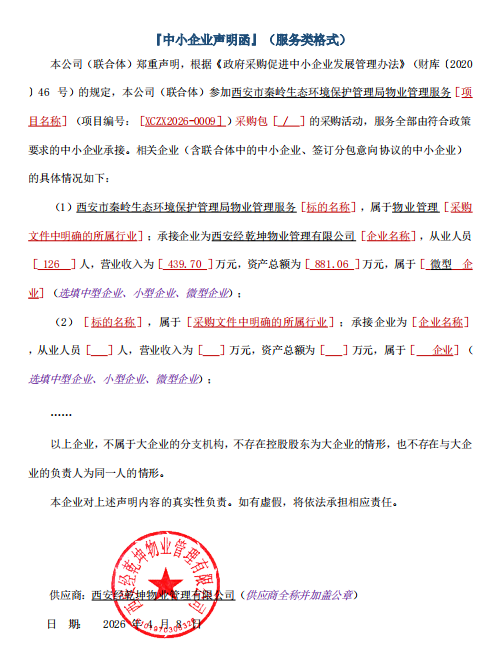 『中小企业声明函』（服务类格式）
本公司（联合体）郑重声明，根据《政府采购促进中小企业发展管理办法》（财库〔2020
〕46 号）的规定，本公司（联合体）参加西安市秦岭生态环境保护管理局物业管理服务［项
目名称］（项目编号：［XCZX2026-0009］）采购包［ / ］的采购活动，服务全部由符合政策
要求的中小企业承接。相关企业（含联合体中的中小企业、签订分包意向协议的中小企业）
的具体情况如下：
（1）西安市秦岭生态环境保护管理局物业管理服务［标的名称］，属于物业管理［采购
文件中明确的所属行业］；承接企业为西安经乾坤物业管理有限公司［企业名称］，从业人员
［ 126 ］人，营业收入为［ 439.70 ］万元，资产总额为［ 881.06 ］万元，属于［ 微型 企
业］（选填中型企业、小型企业、微型企业）；
（2）［标的名称］，属于［采购文件中明确的所属行业］；承接企业为［企业名称］
，从业人员［___］人，营业收入为［___］万元，资产总额为［___］万元，属于［ 企业］（
选填中型企业、小型企业、微型企业）；
……
以上企业，不属于大企业的分支机构，不存在控股股东为大企业的情形，也不存在与大企
业的负责人为同一人的情形。
本企业对上述声明内容的真实性负责。如有虚假，将依法承担相应责任。
西安经乾坤物业管理有限公司
供应商：西安经乾坤物业管理有限公司（供应商全称并加盖公章）
日 期： 2026 年 4 月 8 日